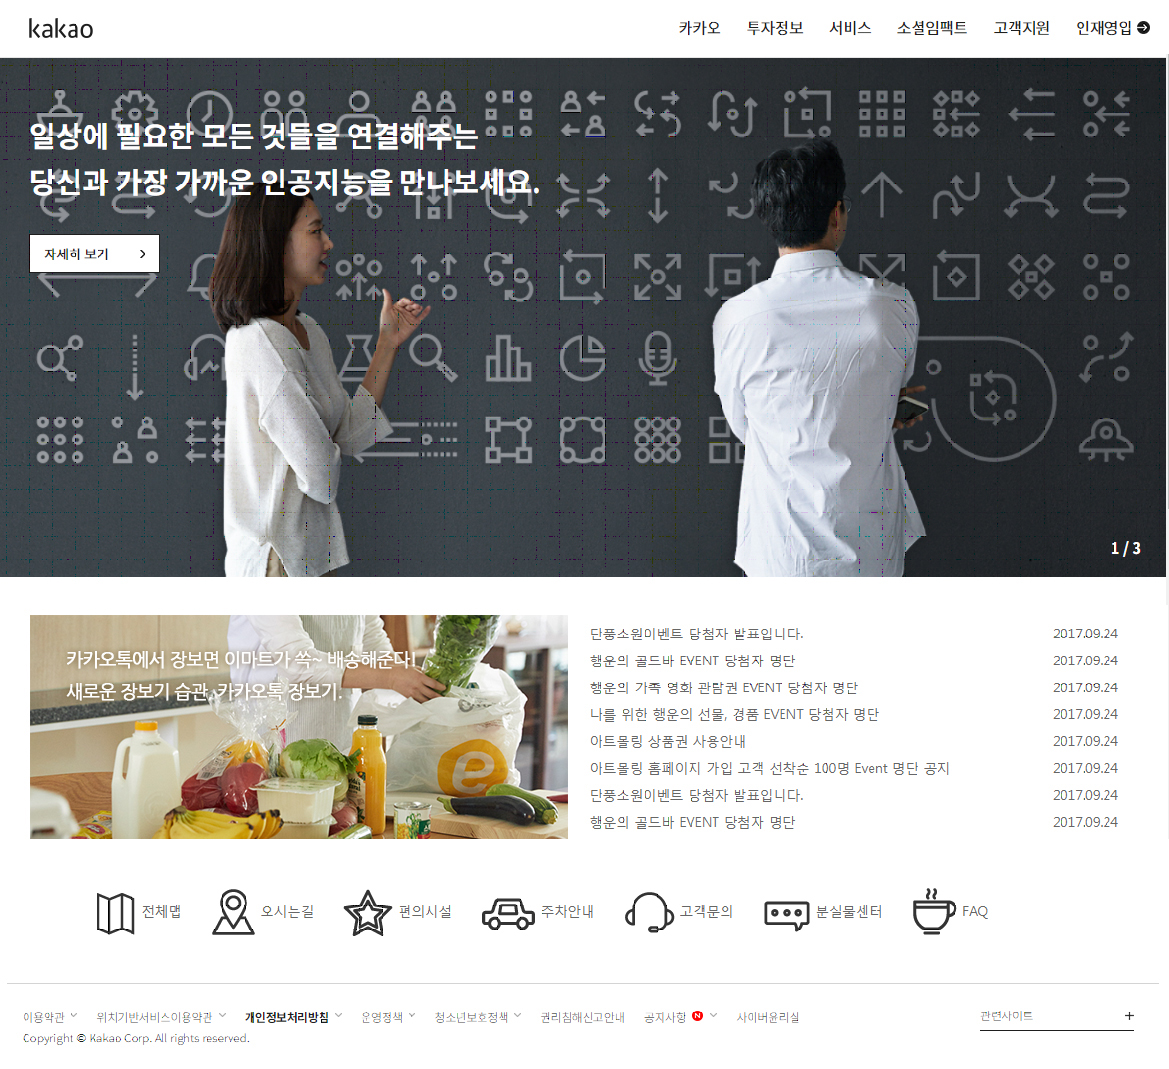 kakao
카카오 투자정보 서비스 소셜임팩트 고객지원 인재영입
일상에 필요한 모든 것들을 연결해주는
당신과 가장 가까운 인공지능을 만나보세요.
자세히 보기
1 / 3
카카오톡에서 장보면 이마트가 쓱~ 배송해준다!
새로운 장보기 습관, 카카오톡 장보기.
단풍소원이벤트 당첨자 발표입니다. 2017.09.24
행운의 골드바 EVENT 당첨자 명단 2017.09.24
행운의 가족 영화 관람권 EVENT 당첨자 명단 2017.09.24
나를 위한 행운의 선물, 경품 EVENT 당첨자 명단 2017.09.24
아트몰링 상품권 사용안내 2017.09.24
아트몰링 홈페이지 가입 고객 선착순 100명 Event 명단 공지 2017.09.24
단풍소원이벤트 당첨자 발표입니다. 2017.09.24
행운의 골드바 EVENT 당첨자 명단 2017.09.24
전체맵 오시는길 편의시설 주차안내 고객문의 분실물센터 FAQ
이용약관 위치기반서비스이용약관 개인정보처리방침 운영정책 청소년보호정책 권리침해신고안내 공지사항 N 사이버윤리실 관련사이트 +
Copyright © Kakao Corp. All rights reserved.